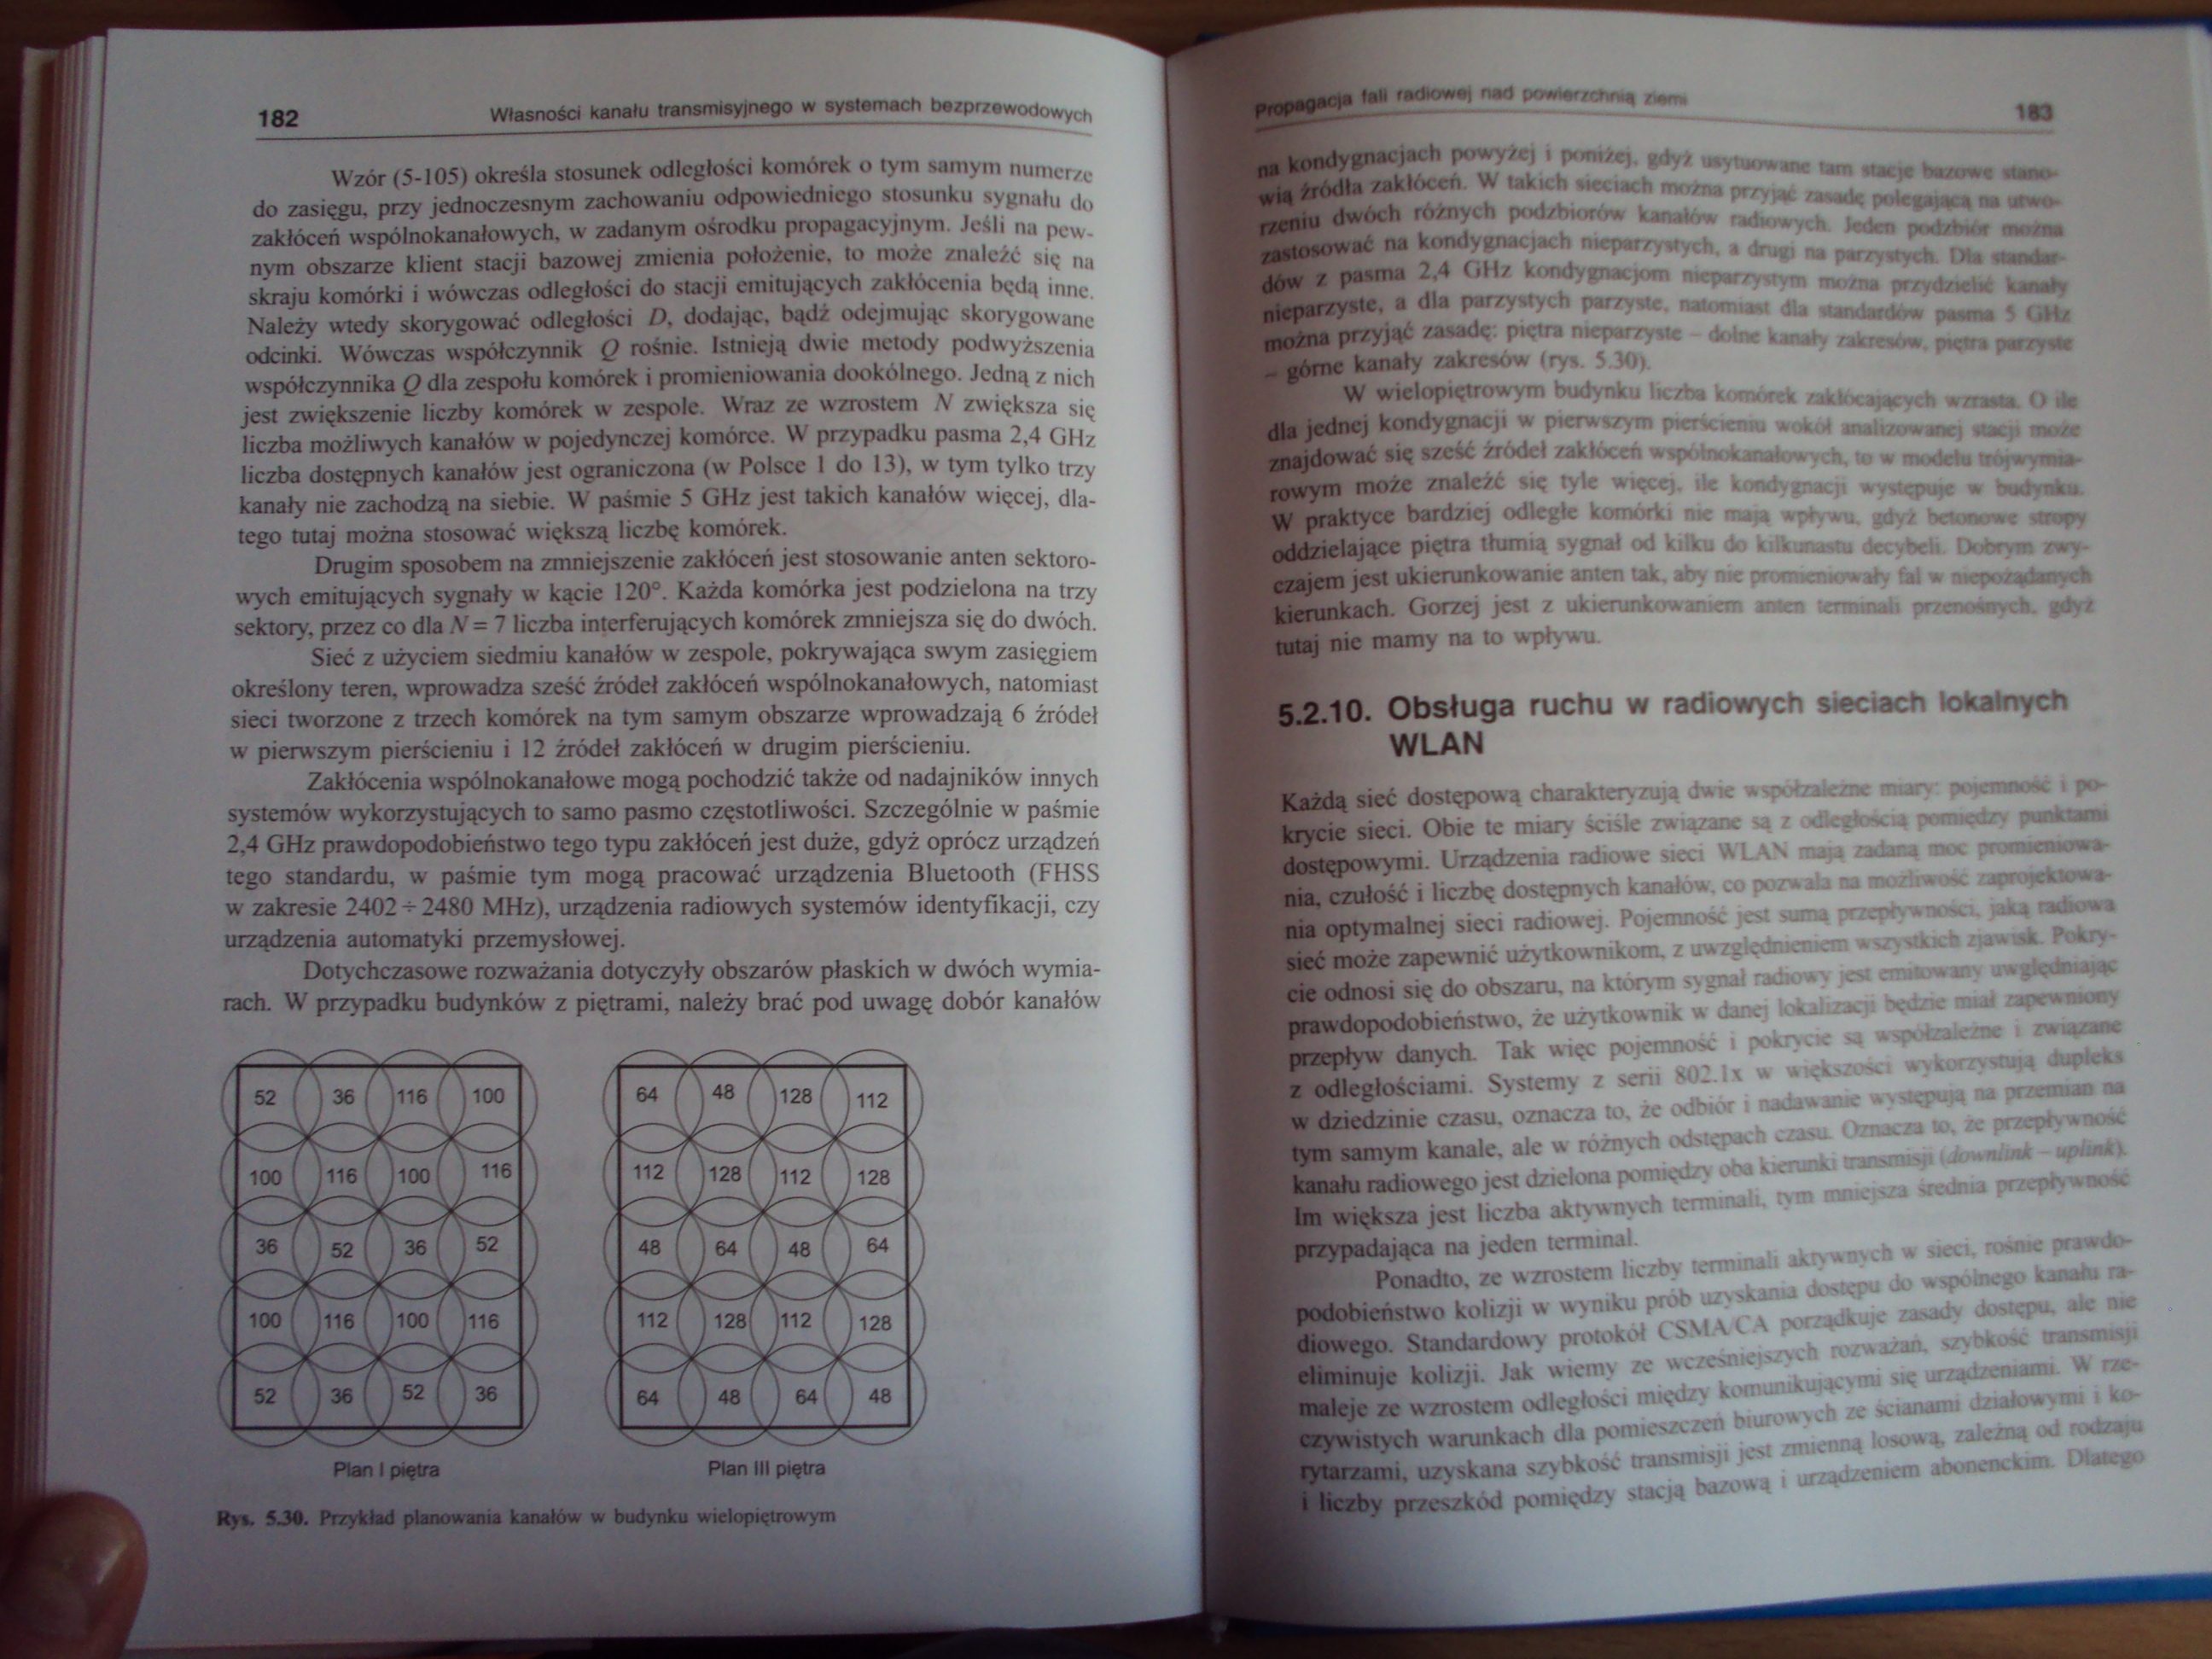 182 Własności kanału transmisyjnego w systemach bezprzewodowych
Wzór (5-105) określa stosunek odległości komórek o tym samym numerze
do zasięgu, przy jednoczesnym zachowaniu odpowiedniego stosunku sygnału do
zakłóceń wspólnokanałowych, w zadanym ośrodku propagacyjnym. Jeśli na pew-
nym obszarze klient stacji bazowej zmienia położenie, to może znaleźć się na
skraju komórki i wówczas odległości do stacji emitujących zakłócenia będą inne.
Należy wtedy skorygować odległości D, dodając, bądź odejmując skorygowane
odcinki. Wówczas współczynnik Q rośnie. Istnieją dwie metody podwyższenia
współczynnika Q dla zespołu komórek i promieniowania dookólnego. Jedną z nich
jest zwiększenie liczby komórek w zespole. Wraz ze wzrostem N zwiększa się
liczba możliwych kanałów w pojedynczej komórce. W przypadku pasma 2,4 GHz
liczba dostępnych kanałów jest ograniczona (w Polsce 1 do 13), w tym tylko trzy
kanały nie zachodzą na siebie. W paśmie 5 GHz jest takich kanałów więcej, dla-
tego tutaj można stosować większą liczbę komórek.
Drugim sposobem na zmniejszenie zakłóceń jest stosowanie anten sektoro-
wych emitujących sygnały w kącie 120°. Każda komórka jest podzielona na trzy
sektory, przez co dla N = 7 liczba interferujących komórek zmniejsza się do dwóch.
Sieć z użyciem siedmiu kanałów w zespole, pokrywająca swym zasięgiem
określony teren, wprowadza sześć źródeł zakłóceń wspólnokanałowych, natomiast
sieci tworzone z trzech komórek na tym samym obszarze wprowadzają 6 źródeł
w pierwszym pierścieniu i 12 źródeł zakłóceń w drugim pierścieniu.
Zakłócenia wspólnokanałowe mogą pochodzić także od nadajników innych
systemów wykorzystujących to samo pasmo częstotliwości. Szczególnie w paśmie
2,4 GHz prawdopodobieństwo tego typu zakłóceń jest duże, gdyż oprócz urządzeń
tego standardu, w paśmie tym mogą pracować urządzenia Bluetooth (FHSS
w zakresie 2402 ÷ 2480 MHz), urządzenia radiowych systemów identyfikacji, czy
urządzenia automatyki przemysłowej.
Dotychczasowe rozważania dotyczyły obszarów płaskich w dwóch wymia-
rach. W przypadku budynków z piętrami, należy brać pod uwagę dobór kanałów
52 36 116 100
100 116 100 116
36 52 36 52
100 116 100 116
52 36 52 36
Plan I piętra
64 48 128 112
112 128 112 128
48 64 48 64
112 128 112 128
64 48 64 48
Plan III piętra
Rys. 5.30. Przykład planowania kanałów w budynku wielopiętrowym
Propagacja fali radiowej nad powierzchnią ziemi 183
na kondygnacjach powyżej i poniżej, gdyż usytuowane tam stacje bazowe stano-
wią źródła zakłóceń. W takich sieciach można przyjąć zasadę polegającą na utwo-
rzeniu dwóch różnych podzbiorów kanałów radiowych. Jeden podzbiór można
zastosować na kondygnacjach nieparzystych, a drugi na parzystych. Dla standar-
dów z pasma 2,4 GHz kondygnacjom nieparzystym można przydzielić kanały
nieparzyste, a dla parzystych parzyste, natomiast dla standardów pasma 5 GHz
można przyjąć zasadę: piętra nieparzyste – dolne kanały zakresów, piętra parzyste
– górne kanały zakresów (rys. 5.30).
W wielopiętrowym budynku liczba komórek zakłócających wzrasta. O ile
dla jednej kondygnacji w pierwszym pierścieniu wokół analizowanej stacji może
znajdować się sześć źródeł zakłóceń wspólnokanałowych, to w modelu trójwymia-
rowym może znaleźć się tyle więcej, ile kondygnacji występuje w budynku.
W praktyce bardziej odległe komórki nie mają wpływu, gdyż betonowe stropy
oddzielające piętra tłumią sygnał od kilku do kilkunastu decybeli. Dobrym zwy-
czajem jest ukierunkowanie anten tak, aby nie promieniowały fal w niepożądanych
kierunkach. Gorzej jest z ukierunkowaniem anten terminali przenośnych, gdyż
tutaj nie mamy na to wpływu.
5.2.10. Obsługa ruchu w radiowych sieciach lokalnych
WLAN
Każdą sieć dostępową charakteryzują dwie współzależne miary: pojemność i po-
krycie sieci. Obie te miary ściśle związane są z odległością pomiędzy punktami
dostępowymi. Urządzenia radiowe sieci WLAN mają zadaną moc promieniowa-
nia, czułość i liczbę dostępnych kanałów, co pozwala na możliwość zaprojektowa-
nia optymalnej sieci radiowej. Pojemność jest sumą przepływności, jaką radiowa
sieć może zapewnić użytkownikom, z uwzględnieniem wszystkich zjawisk. Pokry-
cie odnosi się do obszaru, na którym sygnał radiowy jest emitowany uwględniając
prawdopodobieństwo, że użytkownik w danej lokalizacji będzie miał zapewniony
przepływ danych. Tak więc pojemność i pokrycie są współzależne i związane
z odległościami. Systemy z serii 802.1x w większości wykorzystują dupleks
w dziedzinie czasu, oznacza to, że odbiór i nadawanie występują na przemian na
tym samym kanale, ale w różnych odstępach czasu. Oznacza to, że przepływność
kanału radiowego jest dzielona pomiędzy oba kierunki transmisji (downlink – uplink).
Im większa jest liczba aktywnych terminali, tym mniejsza średnia przepływność
przypadająca na jeden terminal.
Ponadto, ze wzrostem liczby terminali aktywnych w sieci, rośnie prawdo-
podobieństwo kolizji w wyniku prób uzyskania dostępu do wspólnego kanału ra-
diowego. Standardowy protokół CSMA/CA porządkuje zasady dostępu, ale nie
eliminuje kolizji. Jak wiemy ze wcześniejszych rozważań, szybkość transmisji
maleje ze wzrostem odległości między komunikującymi się urządzeniami. W rze-
czywistych warunkach dla pomieszczeń biurowych ze ścianami działowymi i ko-
rytarzami, uzyskana szybkość transmisji jest zmienną losową, zależną od rodzaju
i liczby przeszkód pomiędzy stacją bazową i urządzeniem abonenckim. Dlatego